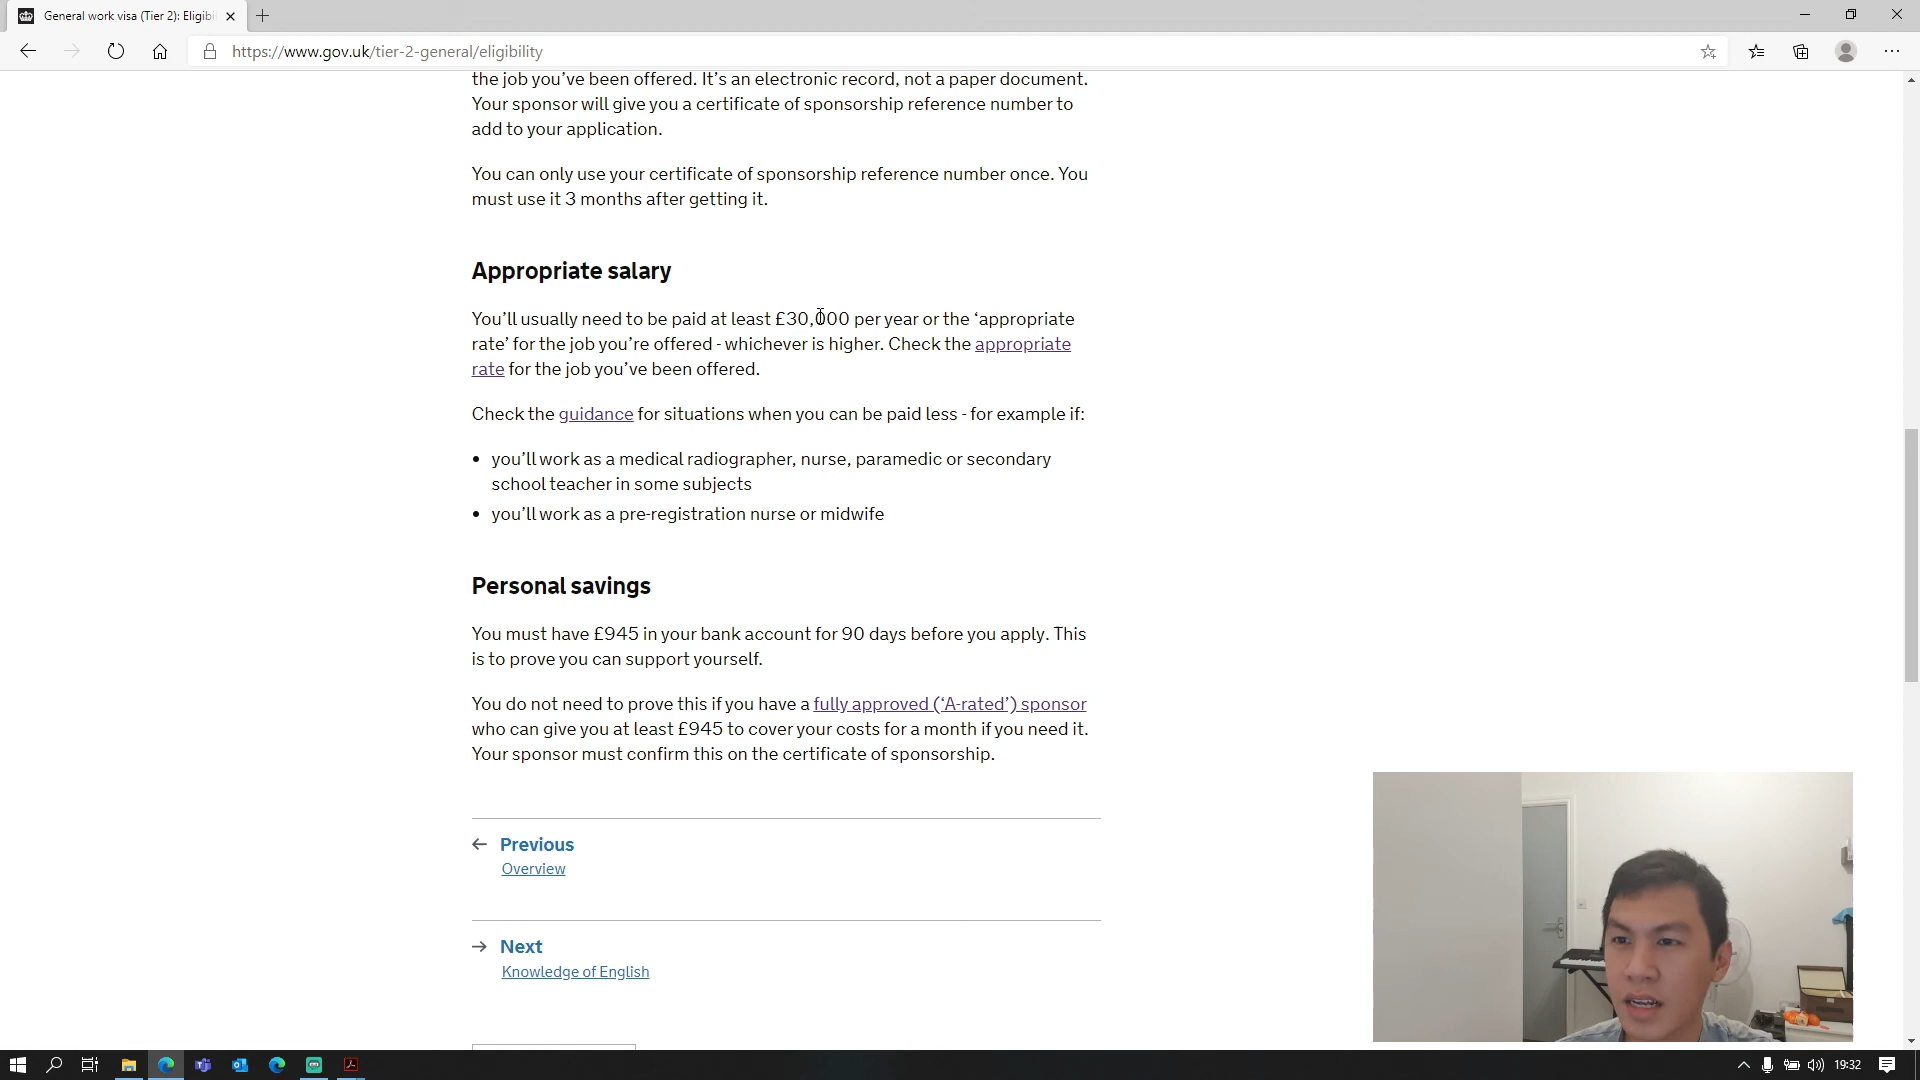 General work visa (Tier 2): Eligibi
https://www.gov.uk/tier-2-general/eligibility
the job you’ve been offered. It’s an electronic record, not a paper document.
Your sponsor will give you a certificate of sponsorship reference number to
add to your application.
You can only use your certificate of sponsorship reference number once. You
must use it 3 months after getting it.
Appropriate salary
You’ll usually need to be paid at least £30,000 per year or the ‘appropriate
rate’ for the job you’re offered - whichever is higher. Check the appropriate
rate for the job you’ve been offered.
Check the guidance for situations when you can be paid less - for example if:
• you’ll work as a medical radiographer, nurse, paramedic or secondary
school teacher in some subjects
• you’ll work as a pre-registration nurse or midwife
Personal savings
You must have £945 in your bank account for 90 days before you apply. This
is to prove you can support yourself.
You do not need to prove this if you have a fully approved (‘A-rated’) sponsor
who can give you at least £945 to cover your costs for a month if you need it.
Your sponsor must confirm this on the certificate of sponsorship.
Previous
Overview
Next
Knowledge of English
19:32